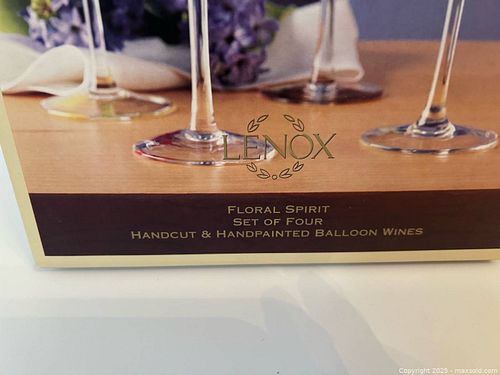 LENOX
FLORAL SPIRIT
SET OF FOUR
HANDCUT & HANDPAINTED BALLOON WINES
Copyright 2025 - maxsold.com